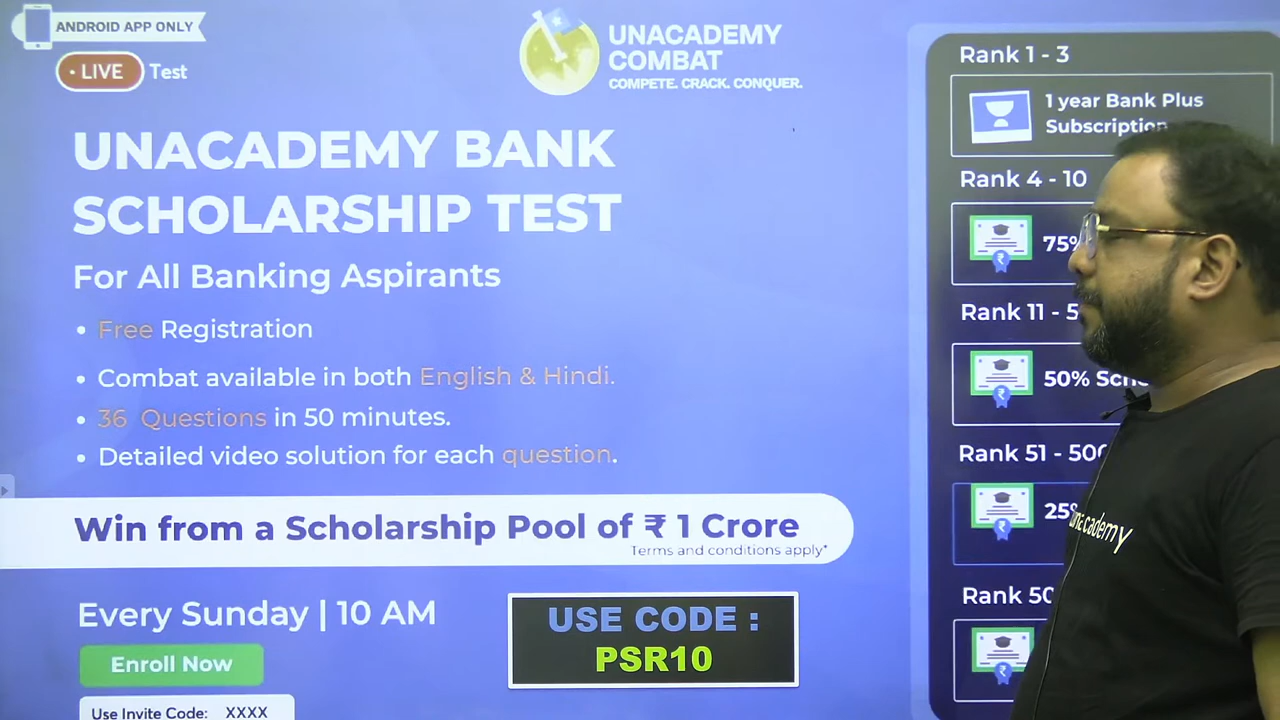 ANDROID APP ONLY
• LIVE Test
UNACADEMY
COMBAT
COMPETE. CRACK. CONQUER.
UNACADEMY BANK
SCHOLARSHIP TEST
For All Banking Aspirants
• Free Registration
• Combat available in both English & Hindi.
• 36 Questions in 50 minutes.
• Detailed video solution for each question.
Win from a Scholarship Pool of ₹ 1 Crore
Terms and conditions apply*
Every Sunday | 10 AM
Enroll Now
Use Invite Code: XXXX
USE CODE :
PSR10
Rank 1 - 3
1 year Bank Plus
Subscription
Rank 4 - 10
75%
Rank 11 -
50%
Rank 51 -
25%
Rank
unacademy